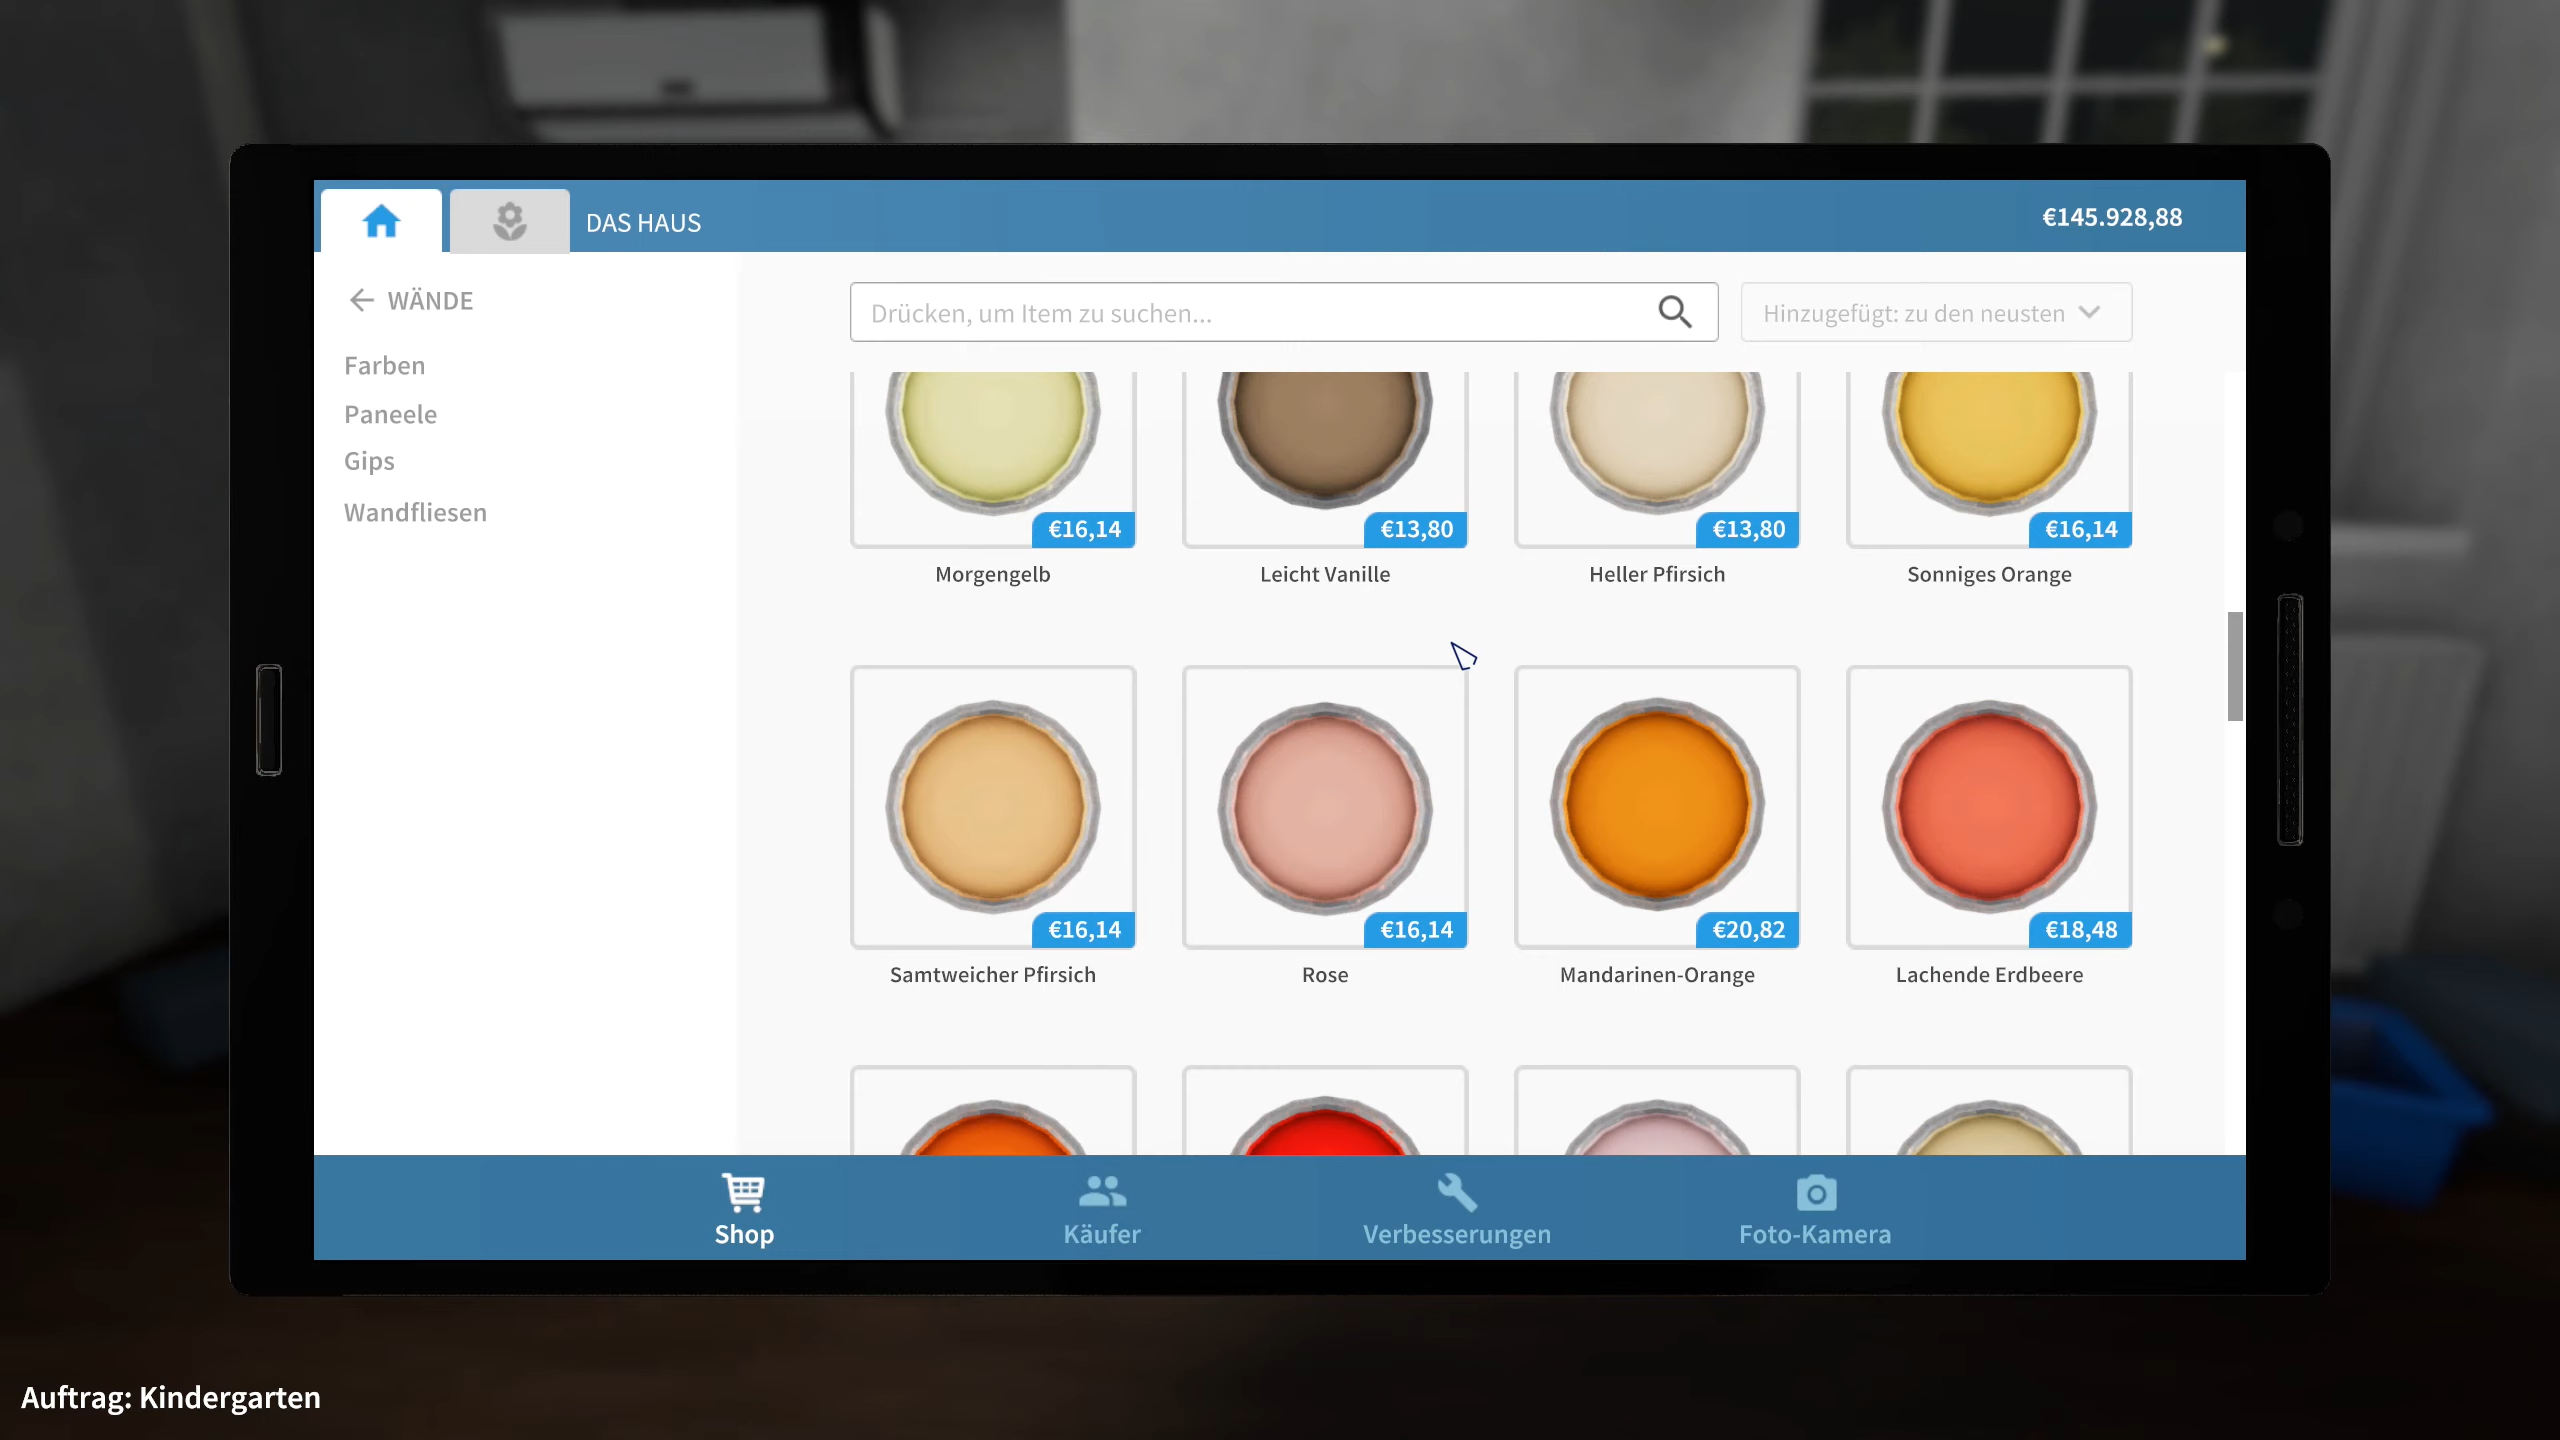 DAS HAUS
€145.928,88
WÄNDE
Drücken, um Item zu suchen...
Hinzugefügt: zu den neusten
Farben
Paneele
Gips
Wandfliesen
€16,14
€13,80
€13,80
€16,14
Morgengelb
Leicht Vanille
Heller Pfirsich
Sonniges Orange
€16,14
€16,14
€20,82
€18,48
Samtweicher Pfirsich
Rose
Mandarinen-Orange
Lachende Erdbeere
Shop
Käufer
Verbesserungen
Foto-Kamera
Auftrag: Kindergarten